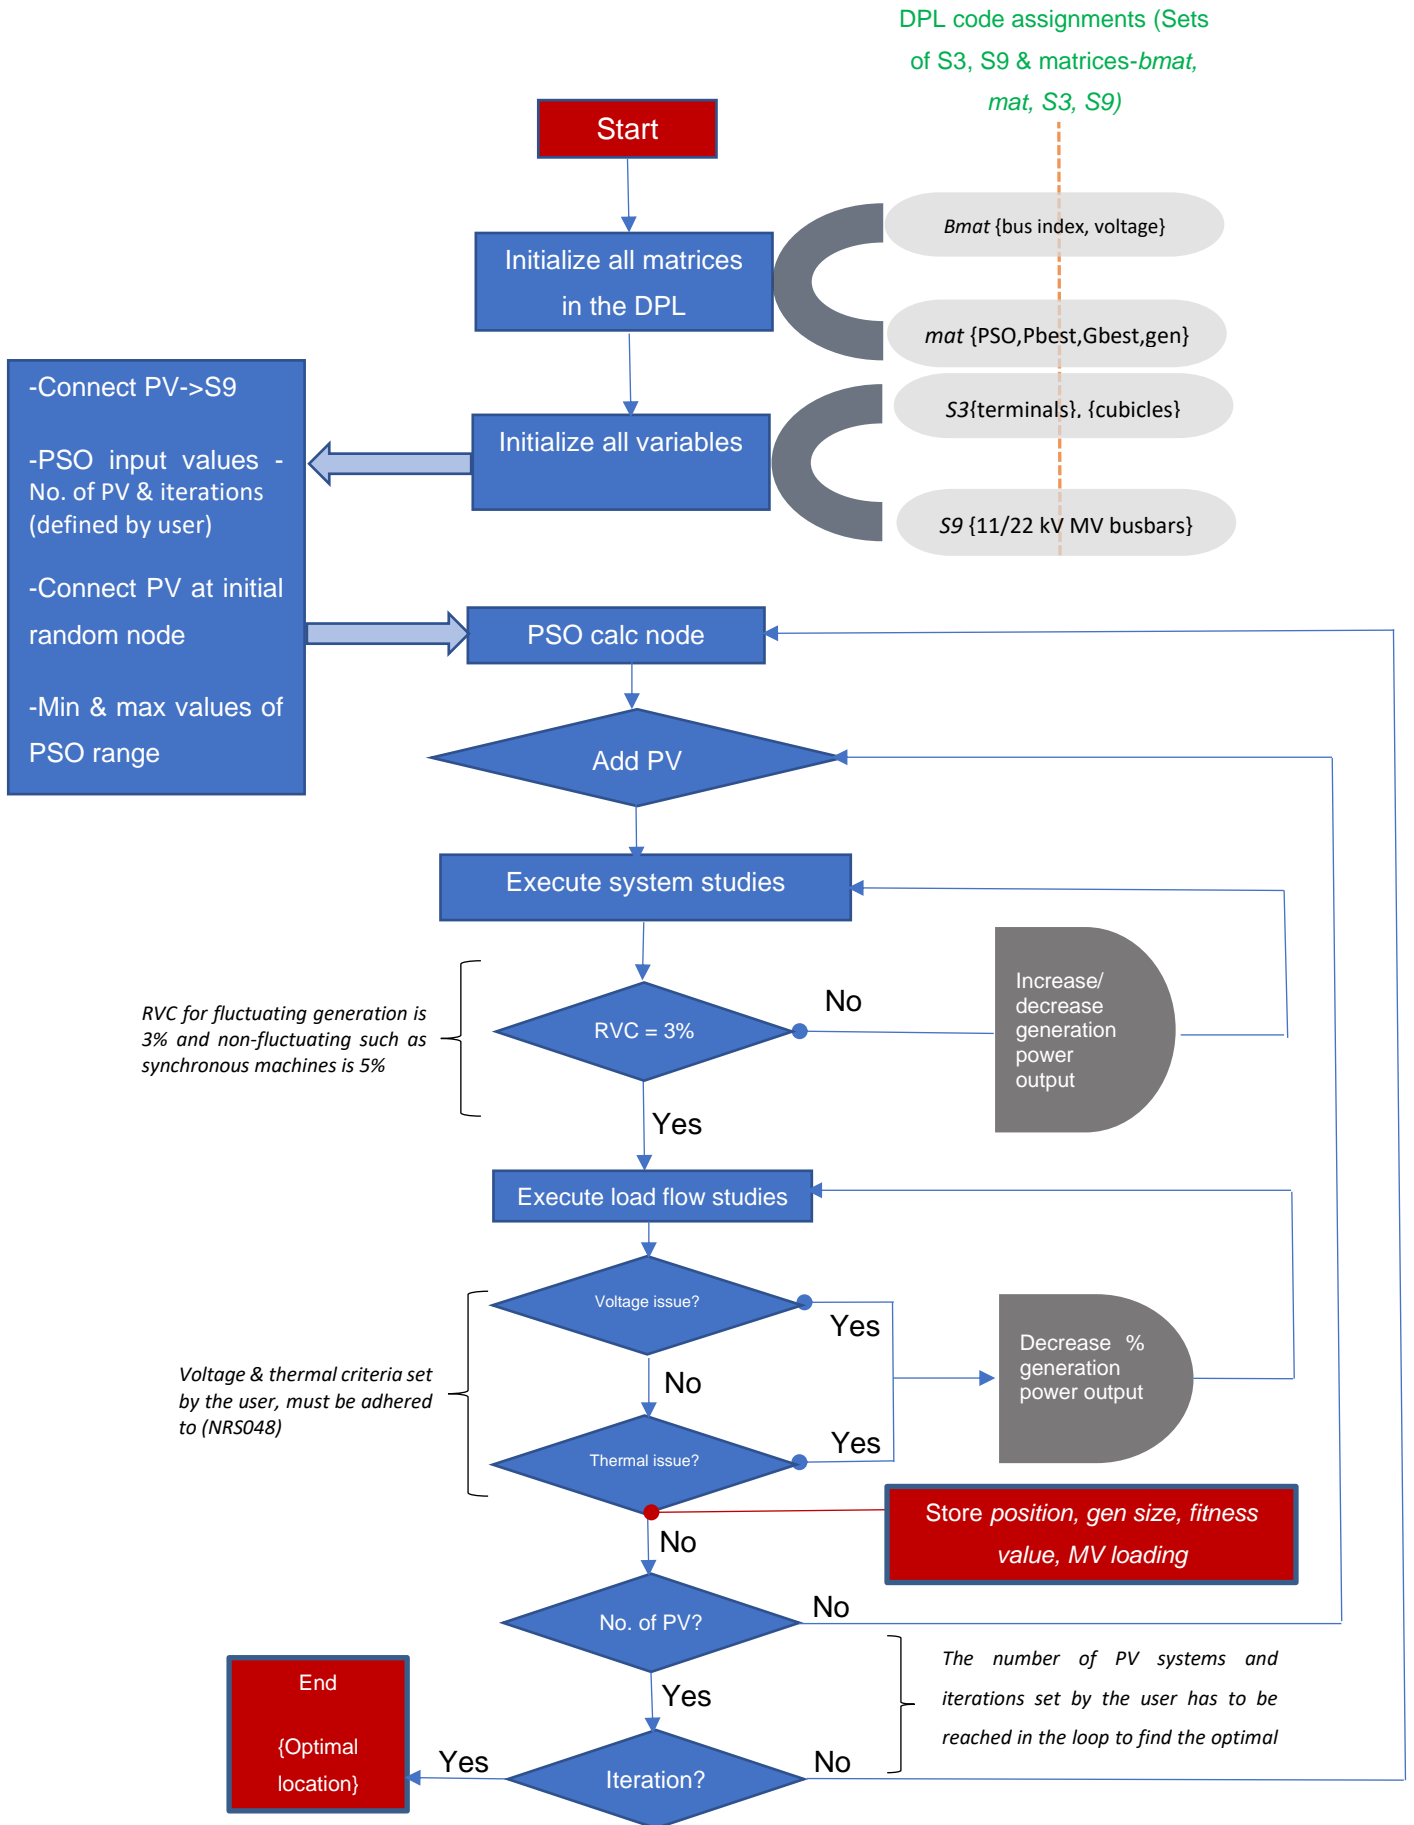 DPL code assignments (Sets
of S3, S9 & matrices-bmat,
mat, S3, S9)
Start
Bmat {bus index, voltage}
Initialize all matrices
in the DPL
mat {PSO,Pbest,Gbest,gen}
-Connect PV->S9
-PSO input values -
No. of PV & iterations
(defined by user)
-Connect PV at initial
random node
-Min & max values of
PSO range
S3{terminals}, {cubicles}
Initialize all variables
S9 {11/22 kV MV busbars}
PSO calc node
Add PV
Execute system studies
RVC for fluctuating generation is
3% and non-fluctuating such as
synchronous machines is 5%
RVC = 3%
No
Increase/
decrease
generation
power
output
Yes
Execute load flow studies
Voltage issue?
Yes
Decrease %
generation
power output
Voltage & thermal criteria set
by the user, must be adhered
to (NRS048)
No
Thermal issue?
Yes
Store position, gen size, fitness
value, MV loading
No
No. of PV?
No
The number of PV systems and
iterations set by the user has to be
reached in the loop to find the optimal
Yes
End
{Optimal
location}
Yes
Iteration?
No